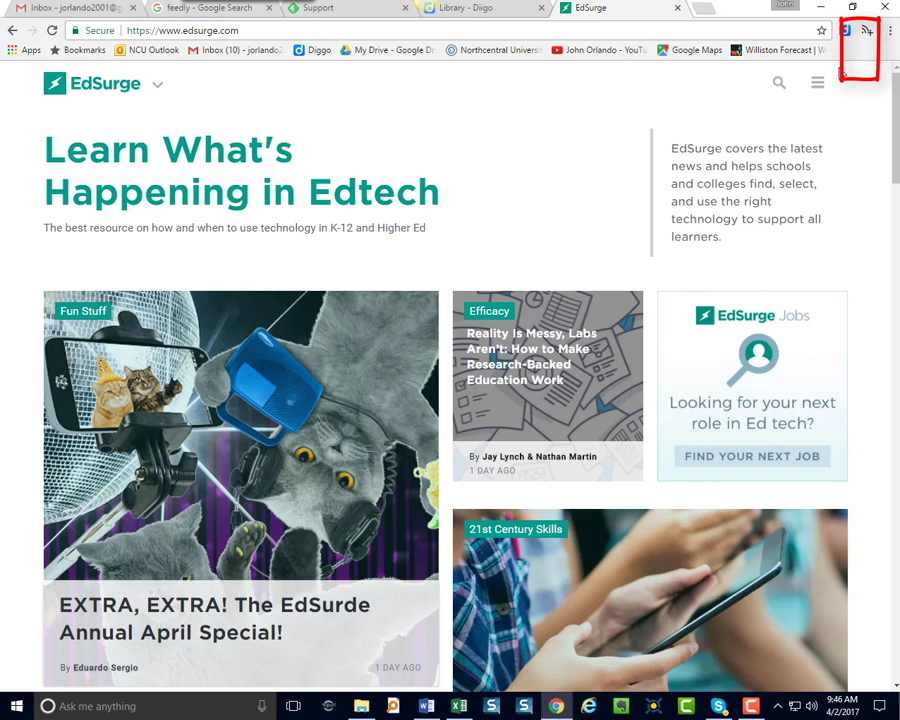 Inbox - jorlando2001@g
feedly - Google Search
Support
Library - Diigo
EdSurge
John
Secure
https://www.edsurge.com
Apps
Bookmarks
NCU Outlook
Inbox (10) - jorlando2
Diggo
My Drive - Google Dr
Northcentral Univers
John Orlando - YouTu
Google Maps
Williston Forecast | W
EdSurge
Learn What's
Happening in Edtech
The best resource on how and when to use technology in K-12 and Higher Ed
EdSurge covers the latest
news and helps schools
and colleges find, select,
and use the right
technology to support all
learners.
Fun Stuff
EXTRA, EXTRA! The EdSurde
Annual April Special!
By Eduardo Sergio
1 DAY AGO
Efficacy
Reality Is Messy, Labs
Aren't: How to Make
Research-Backed
Education Work
By Jay Lynch & Nathan Martin
1 DAY AGO
EdSurge Jobs
Looking for your next
role in Ed tech?
FIND YOUR NEXT JOB
21st Century Skills
Ask me anything
9:46 AM
4/2/2017